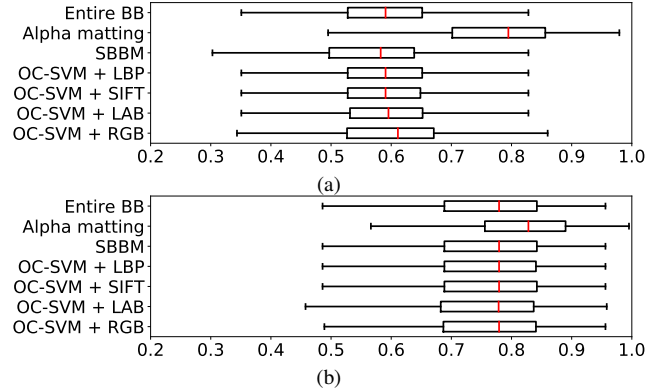 Entire BB
Alpha matting
SBBM
OC-SVM + LBP
OC-SVM + SIFT
OC-SVM + LAB
OC-SVM + RGB
0.2 0.3 0.4 0.5 0.6 0.7 0.8 0.9 1.0
(a)
Entire BB
Alpha matting
SBBM
OC-SVM + LBP
OC-SVM + SIFT
OC-SVM + LAB
OC-SVM + RGB
0.2 0.3 0.4 0.5 0.6 0.7 0.8 0.9 1.0
(b)